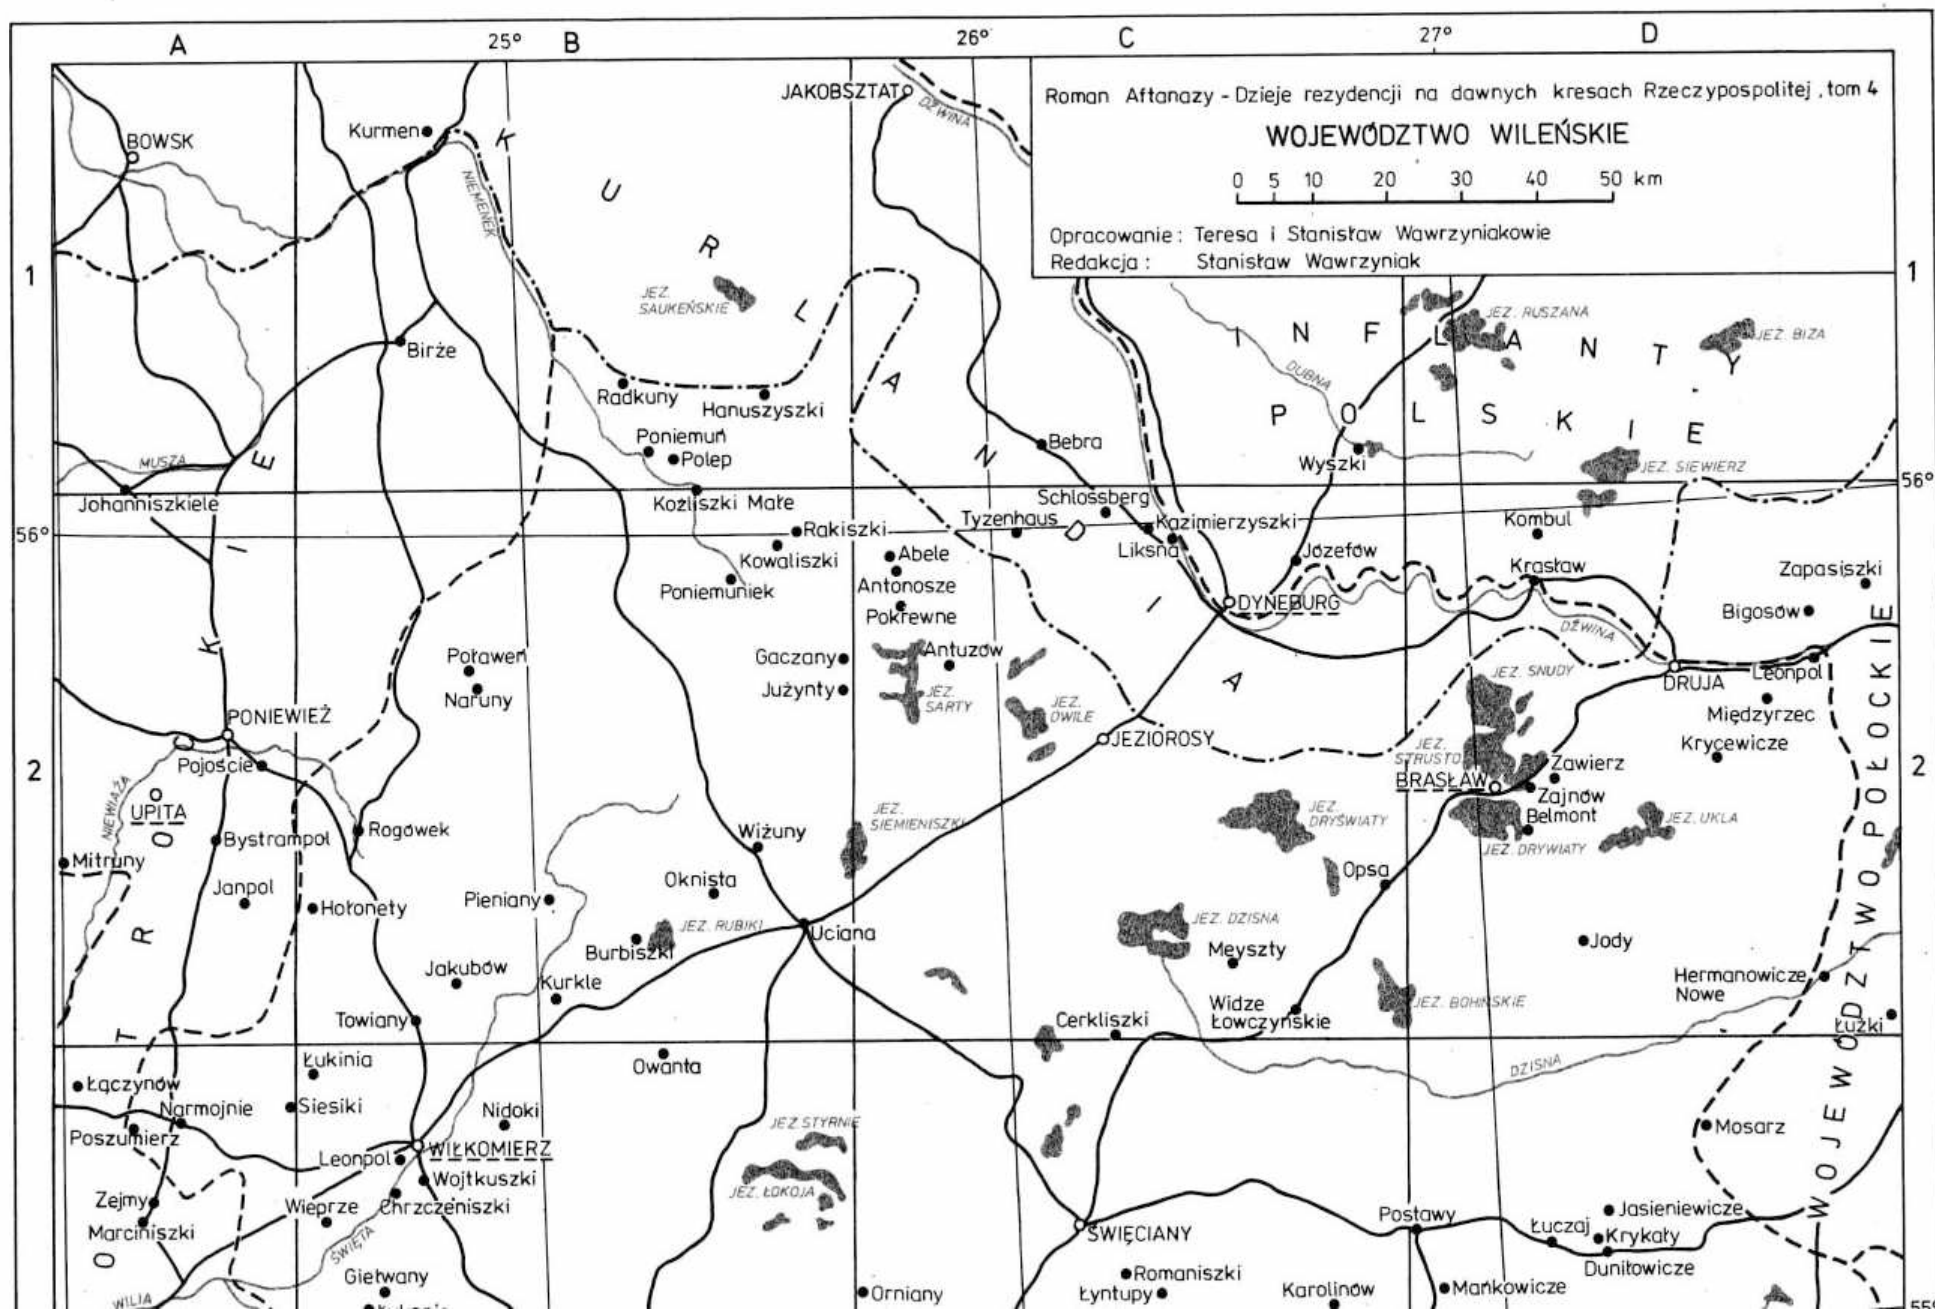 A
25°
B
26°
C
27°
D
Roman Aftanazy - Dzieje rezydencji na dawnych kresach Rzeczypospolitej, tom 4
WOJEWÓDZTWO WILEŃSKIE
0 5 10 20 30 40 50 km
Opracowanie: Teresa i Stanisław Wawrzyniakowie
Redakcja: Stanisław Wawrzyniak
JAKOBSZTAT
DŹWINA
Kurmen
BOWSK
KURLANDIA
NIEMENEK
1
1
JEZ. SAUKEŃSKIE
INFLANTY
POLSKIE
JEZ. RUSZANA
JEZ. BIZA
DUBNA
Birże
Radkuny
Hanuszyszki
Poniemuń
Polep
Bebra
Wyszki
JEZ. SIEWIERZ
MUSZA
Johanniszkiele
Koźliszki Małe
Schlossberg
56°
56°
Rakiszki
Tyzenhaus
Kazimierzyszki
Kombul
Kowaliszki
Abele
Liksna
Józefów
Krasław
Zapasiszki
Poniemuniek
Antonosze
Pokrewne
DYNEBURG
Bigosów
DŹWINA
Poławeń
Naruny
Gaczany
Antuzów
Jużynty
JEZ. SARTY
JEZ. OWILE
JEZ. SNUDY
DRUJA
Leonpol
Międzyrzec
PONIEWIEŻ
JEZIOROSY
JEZ. STRUSTO
Krycewicze
Pojoście
2
2
BRASŁAW
Zawierz
Zajnów
NIEWIAŻA
UPITA
Rogówek
JEZ. SIEMIENISZKI
JEZ. DRYŚWIATY
Belmont
JEZ. UKLA
Mitruny
Bystrampol
Wiżuny
JEZ. DRYWIATY
Opsa
Janpol
Hołonety
Pieniany
Oknista
JEZ. RUBIKI
JEZ. DZISNA
Uciana
Burbiszki
Meyszty
Jody
Jakubów
Kurkle
Hermanowicze Nowe
JEZ. BOHIŃSKIE
Widze Łowczyńskie
Towiany
Cerkliszki
Łużki
TROCKIE
WOJEWÓDZTWO POŁOCKIE
Łukinia
Owanta
DZISNA
Łączynów
Siesiki
Narmojnie
Nidoki
JEZ. STYRNIE
Mosarz
Poszumierz
WIŁKOMIERZ
Leonpol
Wojtkuszki
JEZ. ŁOKOJA
Zejmy
Wieprze
Chrzczeniszki
Marciniszki
ŚWIĘCIANY
Postawy
Jasieniewicze
Łuczaj
Krykały
Duniłowicze
ŚWIĘTA
Giełwany
WILIA
Orniany
Romaniszki
Łyntupy
Karolinów
Mańkowicze